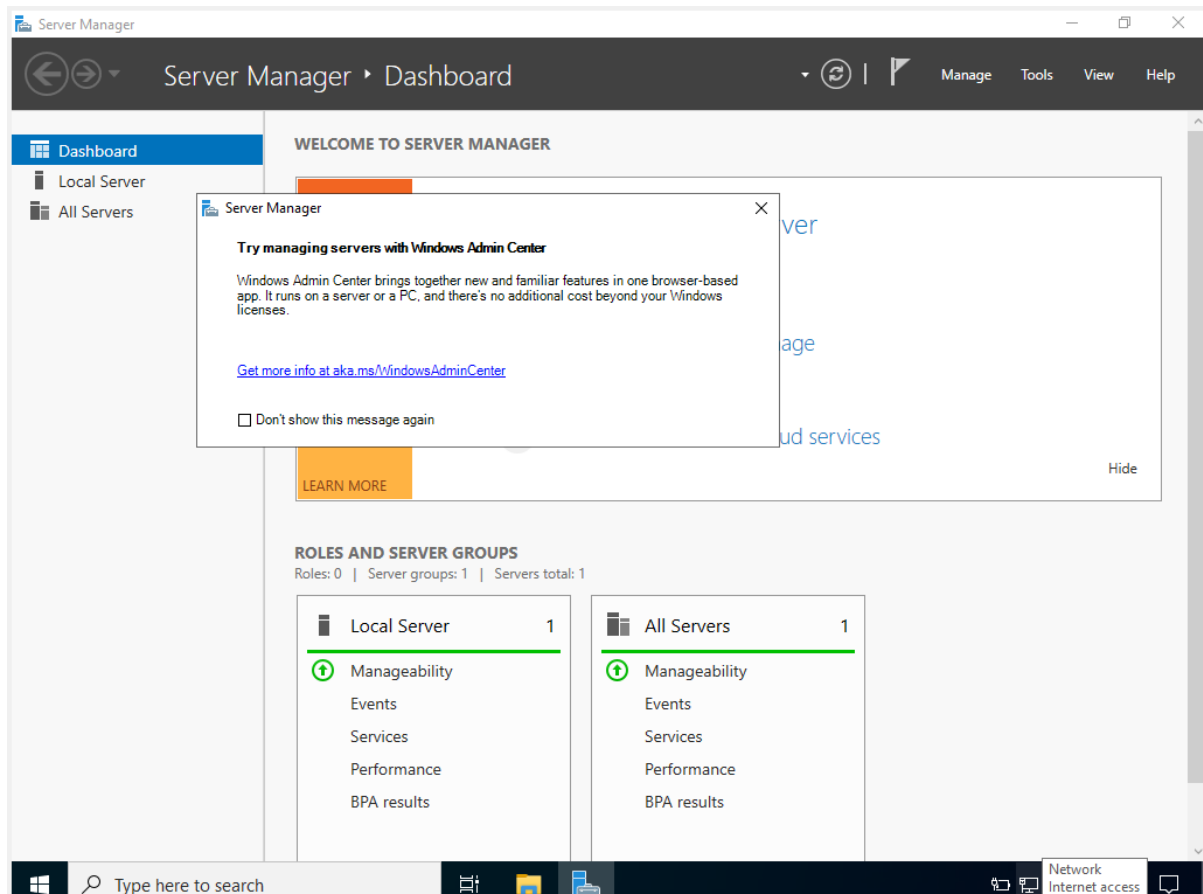 Server Manager
Server Manager • Dashboard
Manage Tools View Help
Dashboard
Local Server
All Servers
WELCOME TO SERVER MANAGER
Server Manager
Try managing servers with Windows Admin Center
Windows Admin Center brings together new and familiar features in one browser-based
app. It runs on a server or a PC, and there's no additional cost beyond your Windows
licenses.
Get more info at aka.ms/WindowsAdminCenter
Don't show this message again
ver
age
ud services
LEARN MORE
Hide
ROLES AND SERVER GROUPS
Roles: 0 | Server groups: 1 | Servers total: 1
Local Server 1
Manageability
Events
Services
Performance
BPA results
All Servers 1
Manageability
Events
Services
Performance
BPA results
Type here to search
Network
Internet access